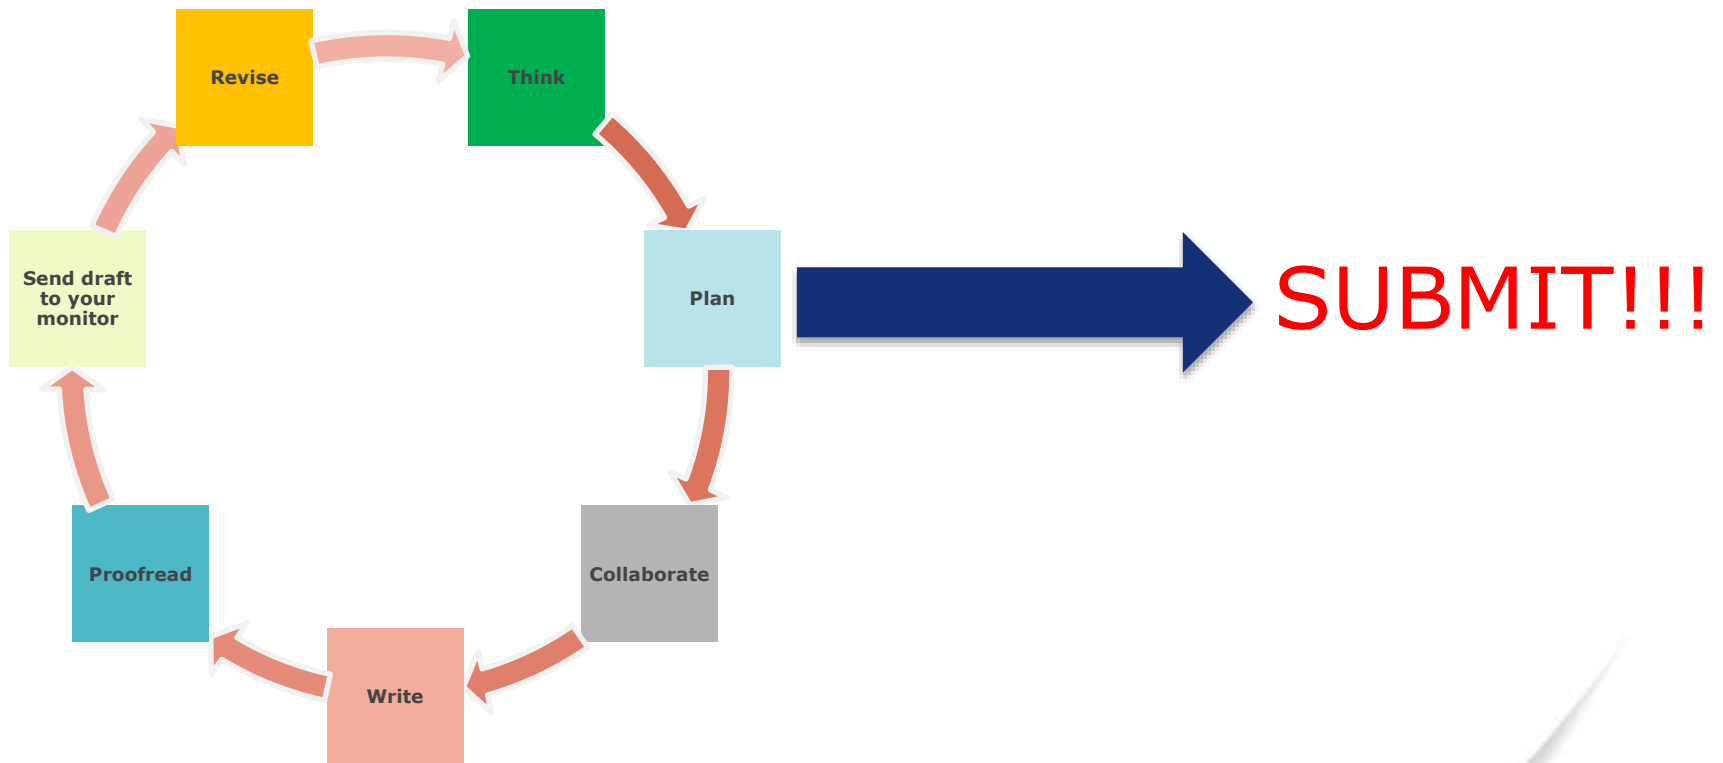 Revise
Think
Send draft
to your
monitor
Plan
SUBMIT!!!
Proofread
Collaborate
Write